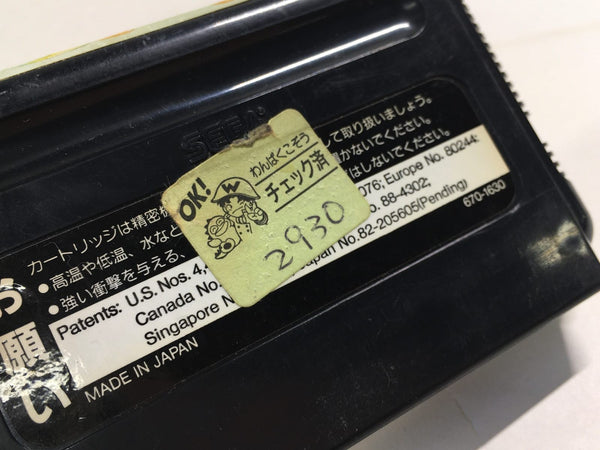 SEGA
OK!
W
わんぱくこぞう
チェック済
2930
お願い
カートリッジは精密機
して取り扱いましょう。
●高温や低温、水など
かないでください。
●強い衝撃を与える、
はしないでください。
Patents: U.S. Nos. 4,
076; Europe No. 80244;
Canada No.
o. 88-4302;
Singapore N
Japan No.82-205605(Pending)
670-1630
MADE IN JAPAN